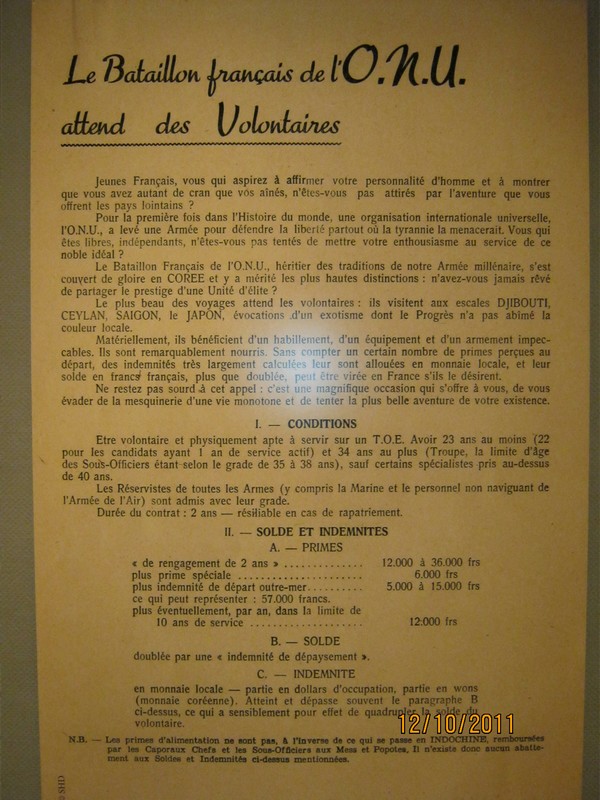 Le Bataillon français de l'O.N.U.
attend des Volontaires
Jeunes Français, vous qui aspirez à affirmer votre personnalité d'homme et à montrer
que vous avez autant de cran que vos aînés, n'êtes-vous pas attirés par l'aventure que vous
offrent les pays lointains ?
Pour la première fois dans l'Histoire du monde, une organisation internationale universelle,
l'O.N.U., a levé une Armée pour défendre la liberté partout où la tyrannie la menacerait. Vous qui
êtes libres, indépendants, n'êtes-vous pas tentés de mettre votre enthousiasme au service de ce
noble idéal ?
Le Bataillon Français de l'O.N.U., héritier des traditions de notre Armée millénaire, s'est
couvert de gloire en COREE et y a mérité les plus hautes distinctions : n'avez-vous jamais rêvé
de partager le prestige d'une Unité d'élite ?
Le plus beau des voyages attend les volontaires : ils visitent aux escales DJIBOUTI,
CEYLAN, SAIGON, le JAPON, évocations d'un exotisme dont le Progrès n'a pas abîmé la
couleur locale.
Matériellement, ils bénéficient d'un habillement, d'un équipement et d'un armement impec-
cables. Ils sont remarquablement nourris. Sans compter un certain nombre de primes perçues au
départ, des indemnités très largement calculées leur sont allouées en monnaie locale, et leur
solde en francs français, plus que doublée, peut être virée en France s'ils le désirent.
Ne restez pas sourd à cet appel : c'est une magnifique occasion qui s'offre à vous, de vous
évader de la mesquinerie d'une vie monotone et de tenter la plus belle aventure de votre existence.
I. — CONDITIONS
Etre volontaire et physiquement apte à servir sur un T.O.E. Avoir 23 ans au moins (22
pour les candidats ayant 1 an de service actif) et 34 ans au plus (Troupe, la limite d'âge
des Sous-Officiers étant selon le grade de 35 à 38 ans), sauf certains spécialistes pris au-dessus
de 40 ans.
Les Réservistes de toutes les Armes (y compris la Marine et le personnel non naviguant de
l'Armée de l'Air) sont admis avec leur grade.
Durée du contrat : 2 ans — résiliable en cas de rapatriement.
II. — SOLDE ET INDEMNITES
A. — PRIMES
« de rengagement de 2 ans » .............. 12.000 à 36.000 frs
plus prime spéciale ...................... 6.000 frs
plus indemnité de départ outre-mer.......... 5.000 à 15.000 frs
ce qui peut représenter : 57.000 francs.
plus éventuellement, par an, dans la limite de
10 ans de service .................... 12.000 frs
B. — SOLDE
doublée par une « indemnité de dépaysement ».
C. — INDEMNITE
en monnaie locale — partie en dollars d'occupation, partie en wons
(monnaie coréenne). Atteint et dépasse souvent le paragraphe B
ci-dessus, ce qui a sensiblement pour effet de quadrupler la solde du
volontaire.
N.B. — Les primes d'alimentation ne sont pas, à l'inverse de ce qui se passe en INDOCHINE, remboursées
par les Caporaux Chefs et les Sous-Officiers aux Mess et Popotes, Il n'existe donc aucun abatte-
ment aux Soldes et Indemnités ci-dessus mentionnées.
12/10/2011
© SHD